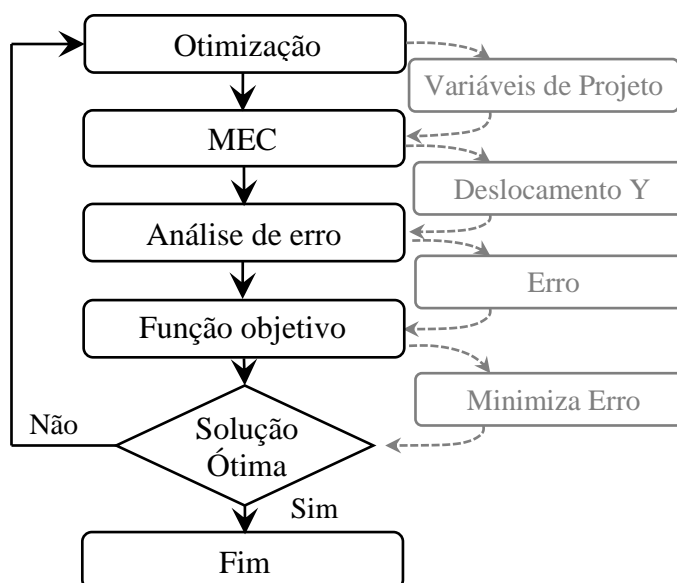 Otimização
Variáveis de Projeto
MEC
Deslocamento Y
Análise de erro
Erro
Função objetivo
Minimiza Erro
Não
Solução
Ótima
Sim
Fim